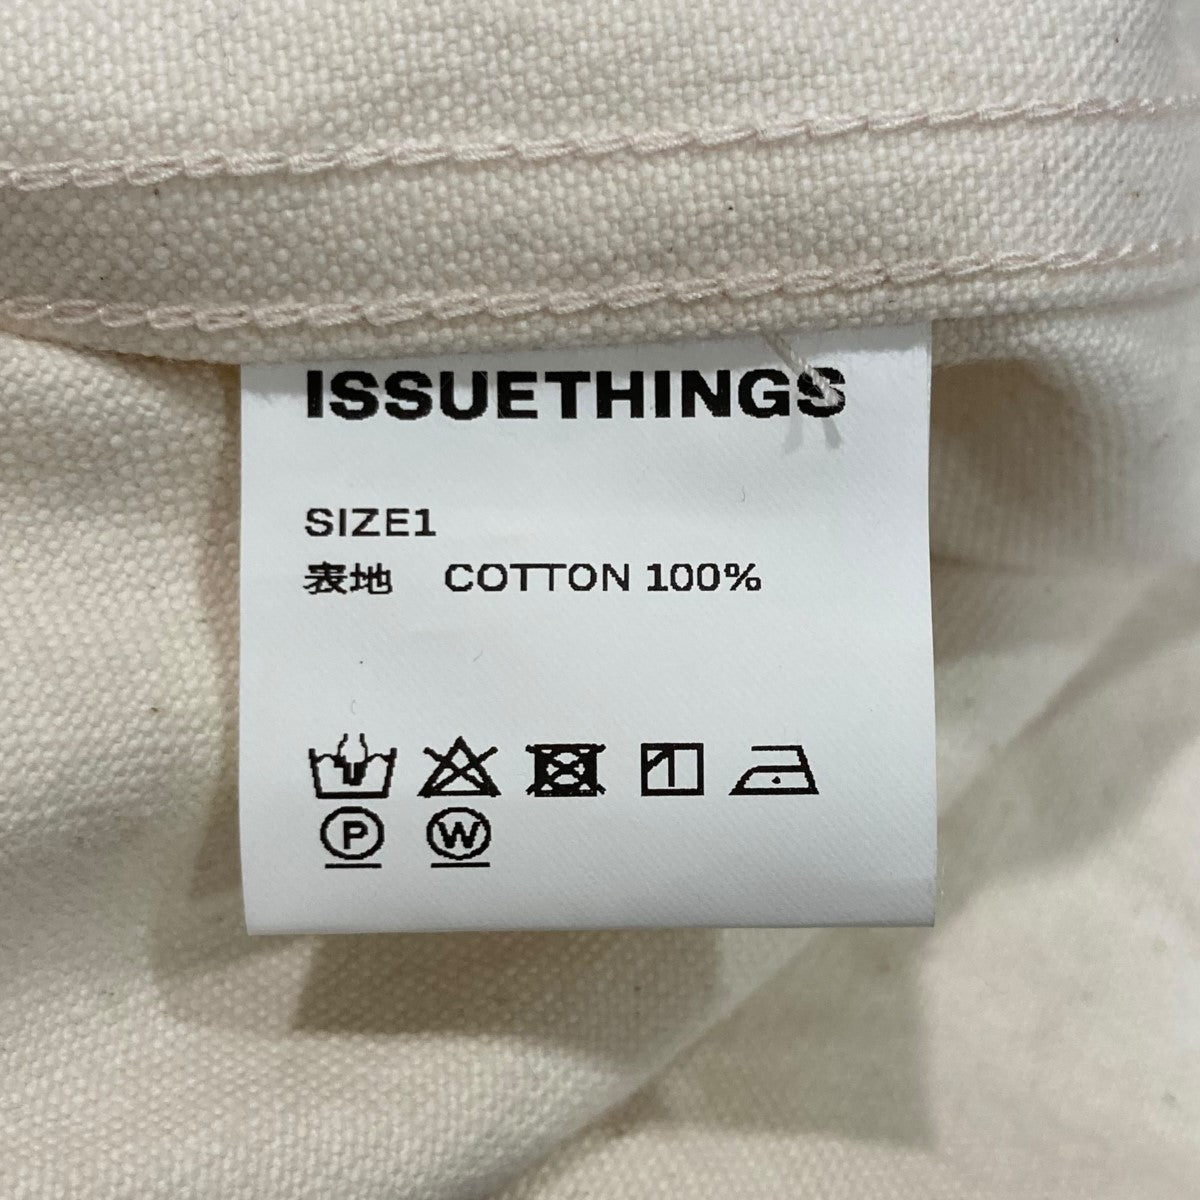 ISSUETHINGS
SIZE1
表地 COTTON 100%
P W